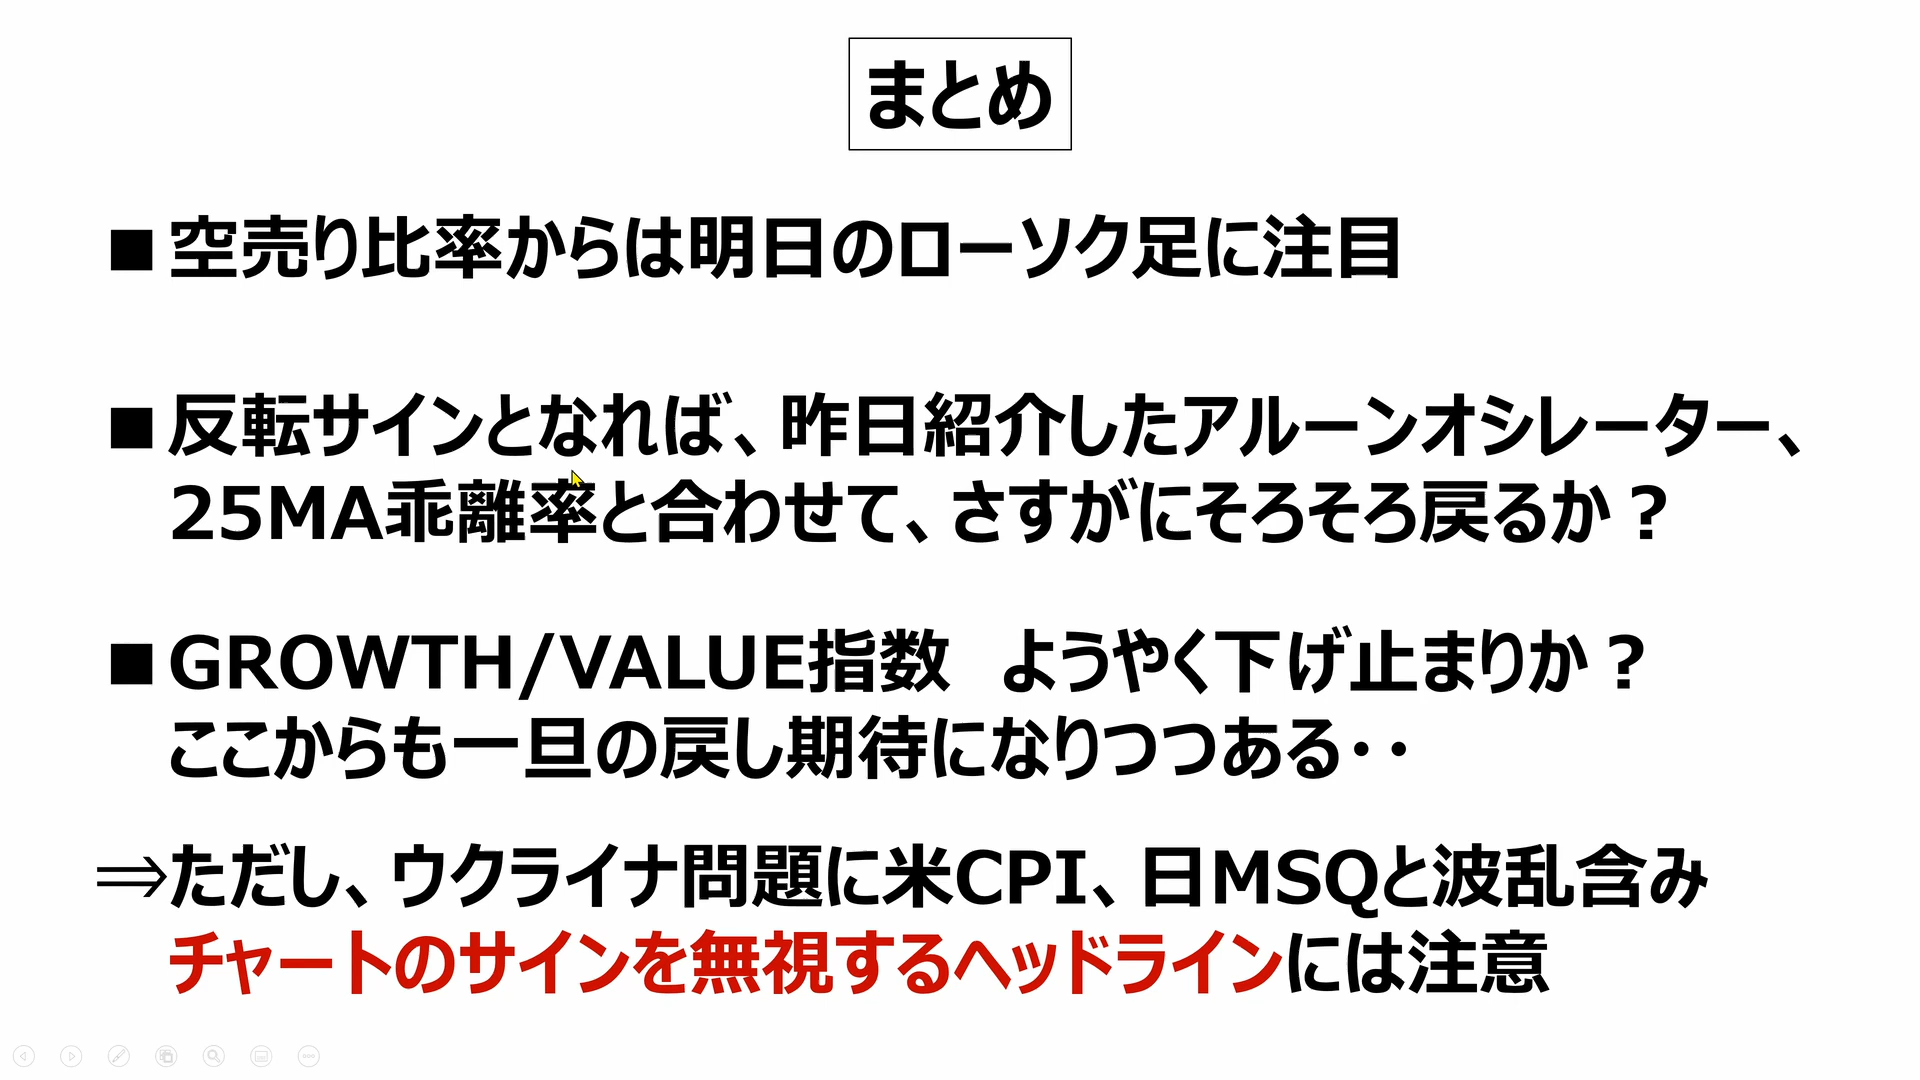 まとめ
■空売り比率からは明日のローソク足に注目
■反転サインとなれば、昨日紹介したアルーンオシレーター、
25MA乖離率と合わせて、さすがにそろそろ戻るか？
■GROWTH/VALUE指数　ようやく下げ止まりか？
ここからも一旦の戻し期待になりつつある・・
⇒ただし、ウクライナ問題に米CPI、日MSQと波乱含み
チャートのサインを無視するヘッドラインには注意